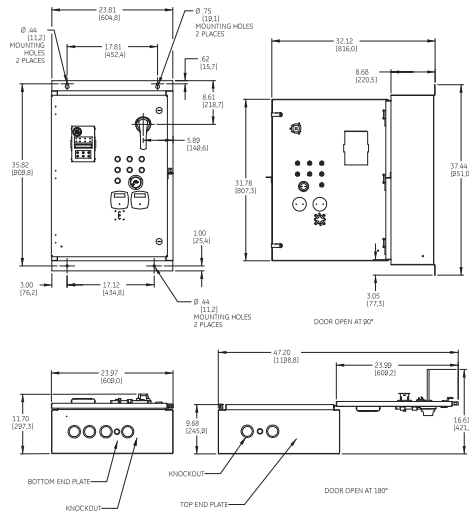 23.81
[604,8]
Ø .75
[19,1]
MOUNTING
HOLES
2 PLACES
Ø .44
[11,2]
MOUNTING
HOLES
2 PLACES
17.81
[452,4]
.62
[15,7]
8.61
[218,7]
5.89
[149,6]
35.82
[909,8]
1.00
[25,4]
3.00
[76,2]
17.12
[434,8]
Ø .44
[11,2]
MOUNTING HOLES
2 PLACES
32.12
[816,0]
8.68
[220,5]
31.78
[807,3]
37.44
[951,0
3.05
[77,3]
DOOR OPEN AT 90°
23.97
[609,0]
11.70
[297,3]
BOTTOM END PLATE
KNOCKOUT
47.20
[1198,8]
23.99
[609,2]
9.68
[245,9]
16.61
[421,
KNOCKOUT
TOP END PLATE
DOOR OPEN AT 180°